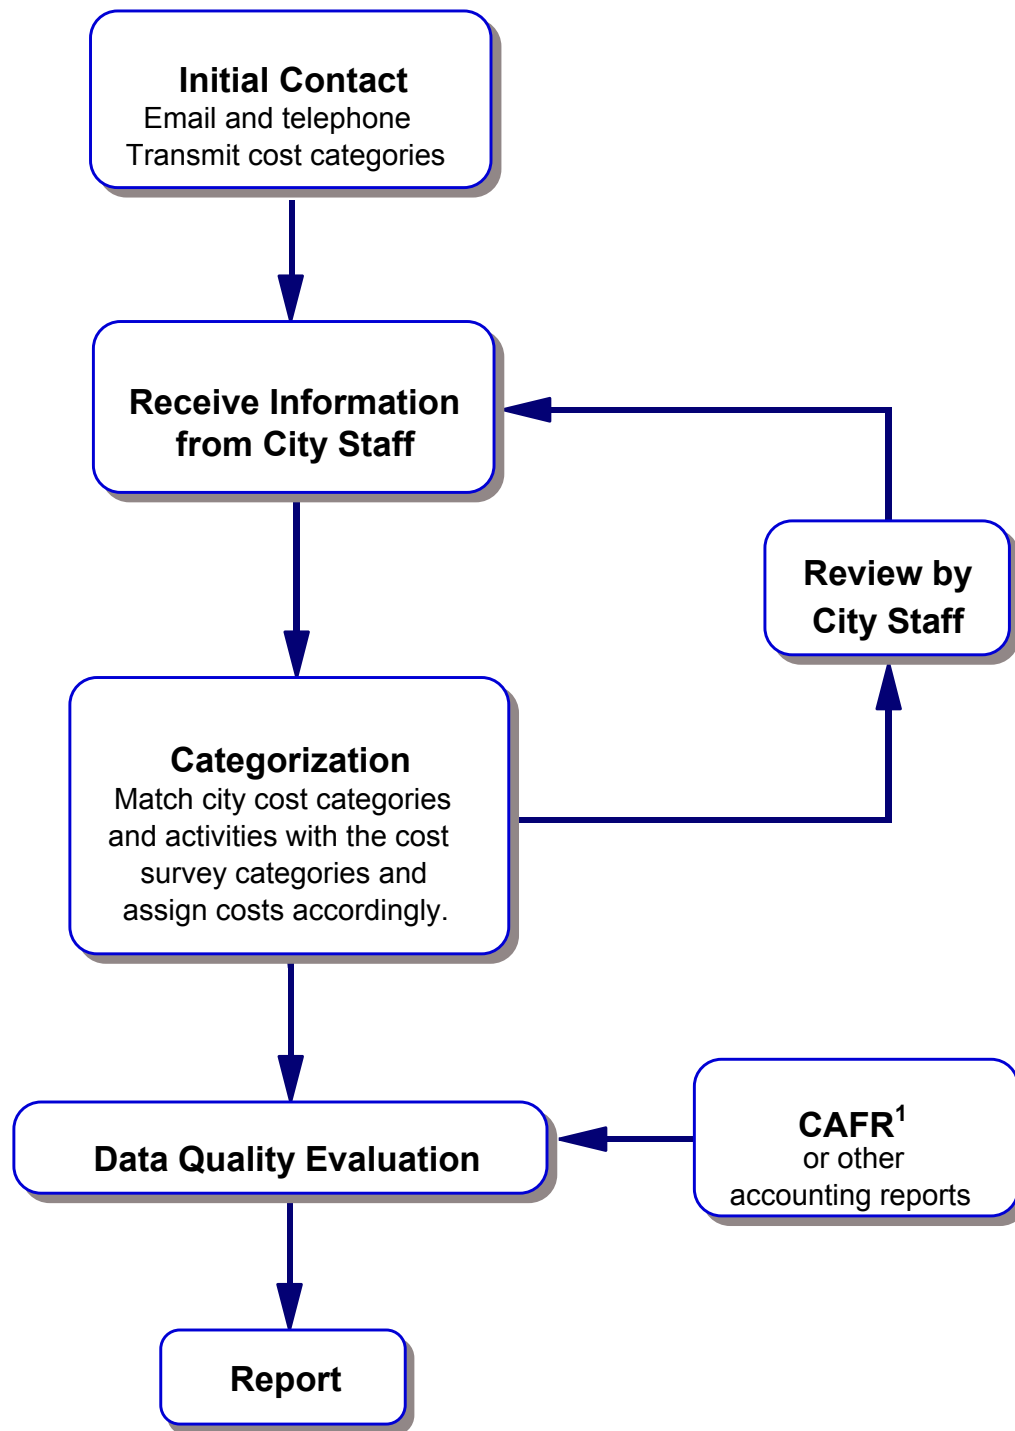 Initial Contact
Email and telephone
Transmit cost categories
Receive Information
from City Staff
Review by
City Staff
Categorization
Match city cost categories
and activities with the cost
survey categories and
assign costs accordingly.
CAFR¹
or other
accounting reports
Data Quality Evaluation
Report